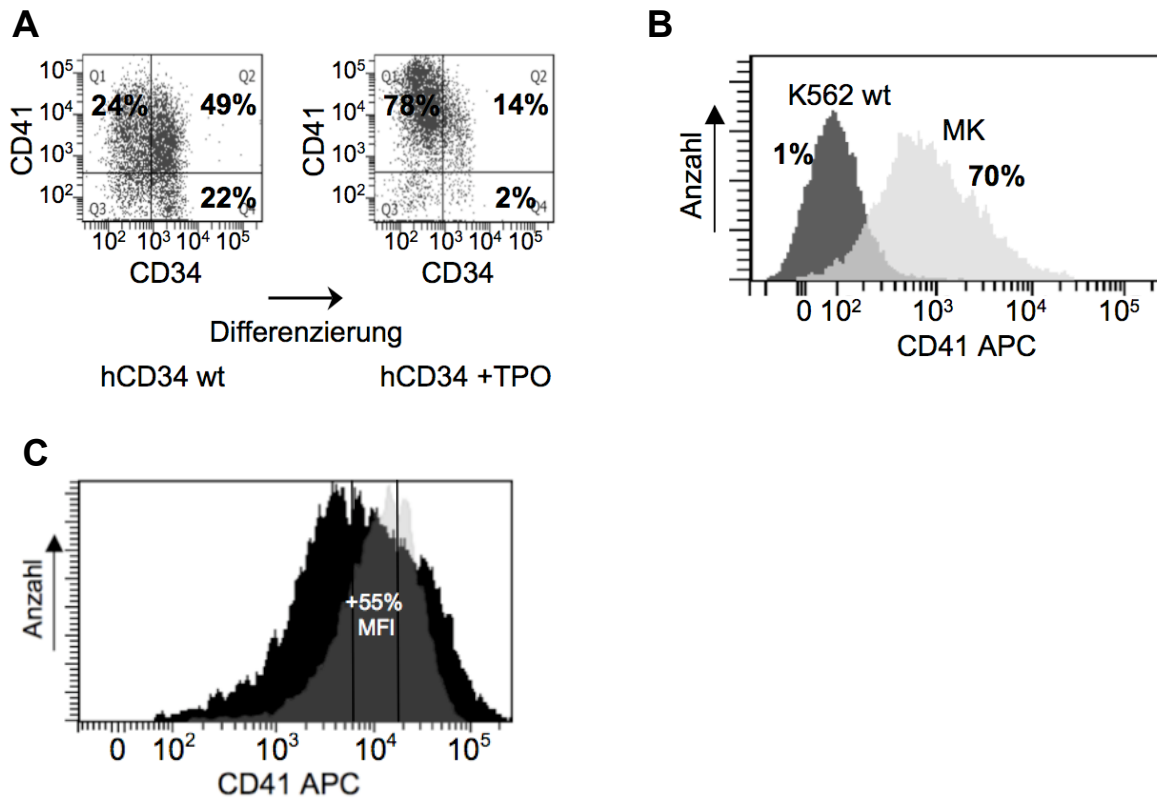 A
CD41
10⁵
10⁴
10³
10²
Q1
Q2
24%
49%
Q3
22%
10² 10³ 10⁴ 10⁵
CD34
CD41
10⁵
10⁴
10³
10²
Q1
Q2
78%
14%
Q3
2%
Q4
10² 10³ 10⁴ 10⁵
CD34
Differenzierung
hCD34 wt
hCD34 +TPO
B
Anzahl
K562 wt
MK
1%
70%
0 10² 10³ 10⁴ 10⁵
CD41 APC
C
Anzahl
+55%
MFI
0 10² 10³ 10⁴ 10⁵
CD41 APC